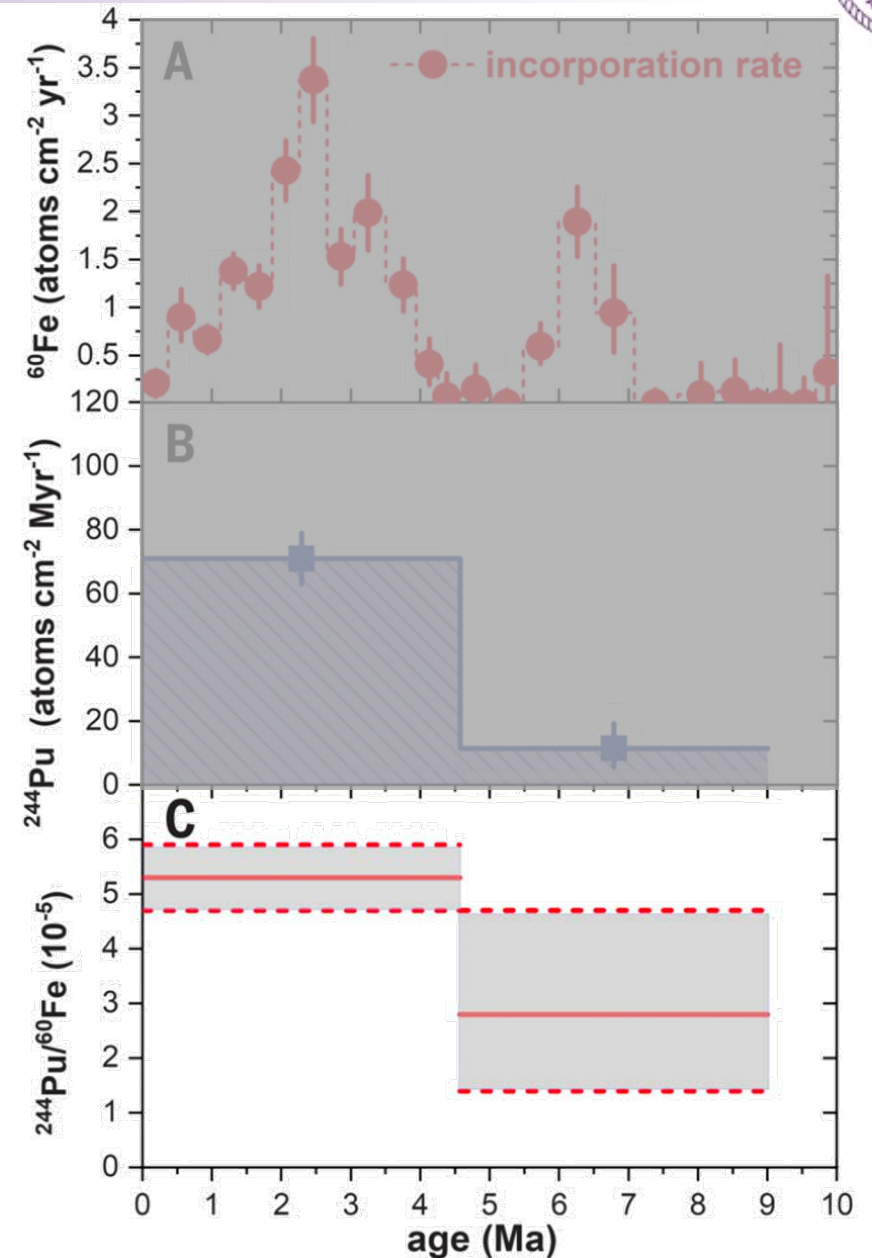 4
3.5
3
2.5
2
1.5
1
0.5
⁶⁰Fe (atoms cm⁻² yr⁻¹)
A
incorporation rate
120
100
80
60
40
20
0
²⁴⁴Pu (atoms cm⁻² Myr⁻¹)
B
6
5
4
3
2
1
0
²⁴⁴Pu/⁶⁰Fe (10⁻⁵)
C
0 1 2 3 4 5 6 7 8 9 10
age (Ma)